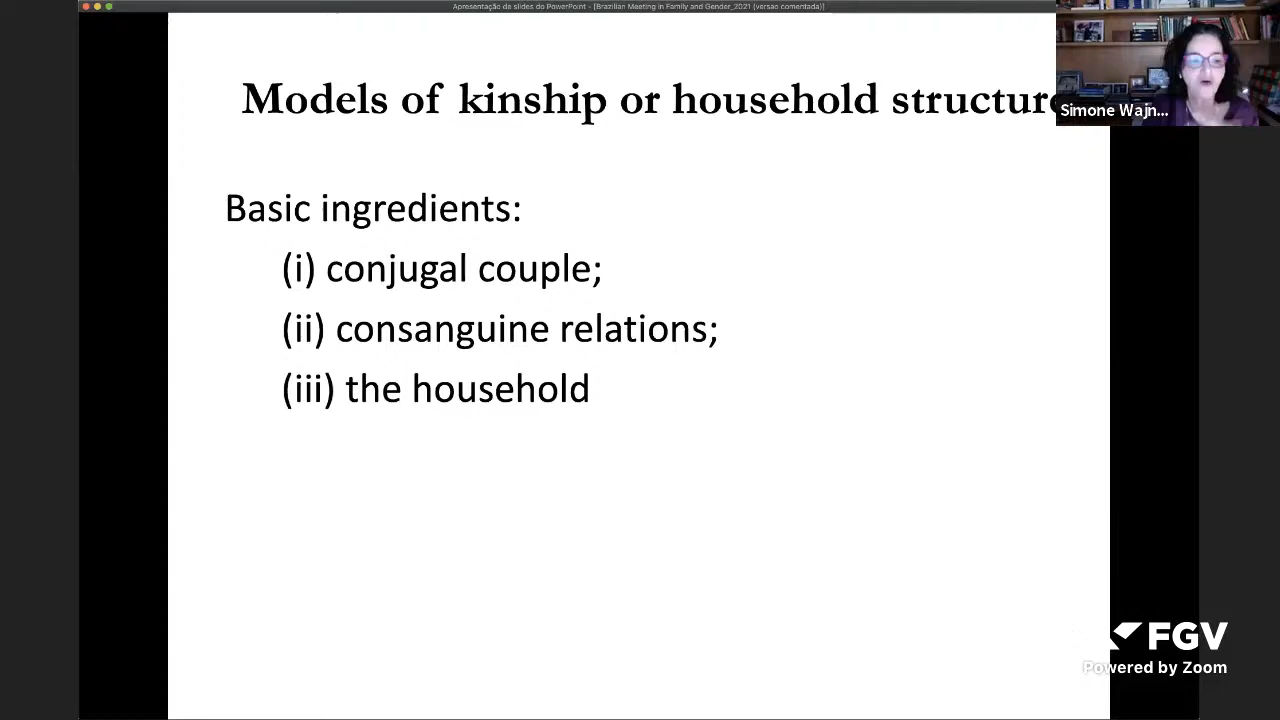 Apresentação de slides do PowerPoint - [Brazilian Meeting in Family and Gender_2021 (versao comentada)]
Models of kinship or household structure
Simone Wajn...
Basic ingredients:
(i) conjugal couple;
(ii) consanguine relations;
(iii) the household
FGV
Powered by Zoom